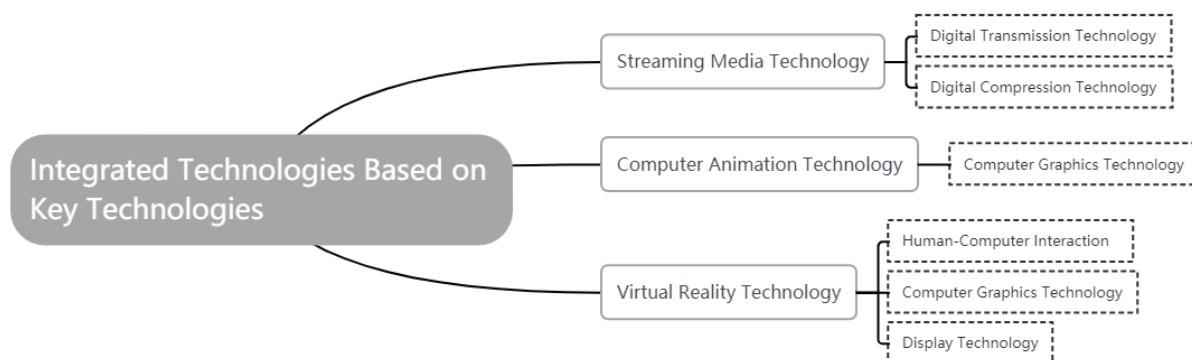 Integrated Technologies Based on
Key Technologies
Streaming Media Technology
Digital Transmission Technology
Digital Compression Technology
Computer Animation Technology
Computer Graphics Technology
Virtual Reality Technology
Human-Computer Interaction
Computer Graphics Technology
Display Technology